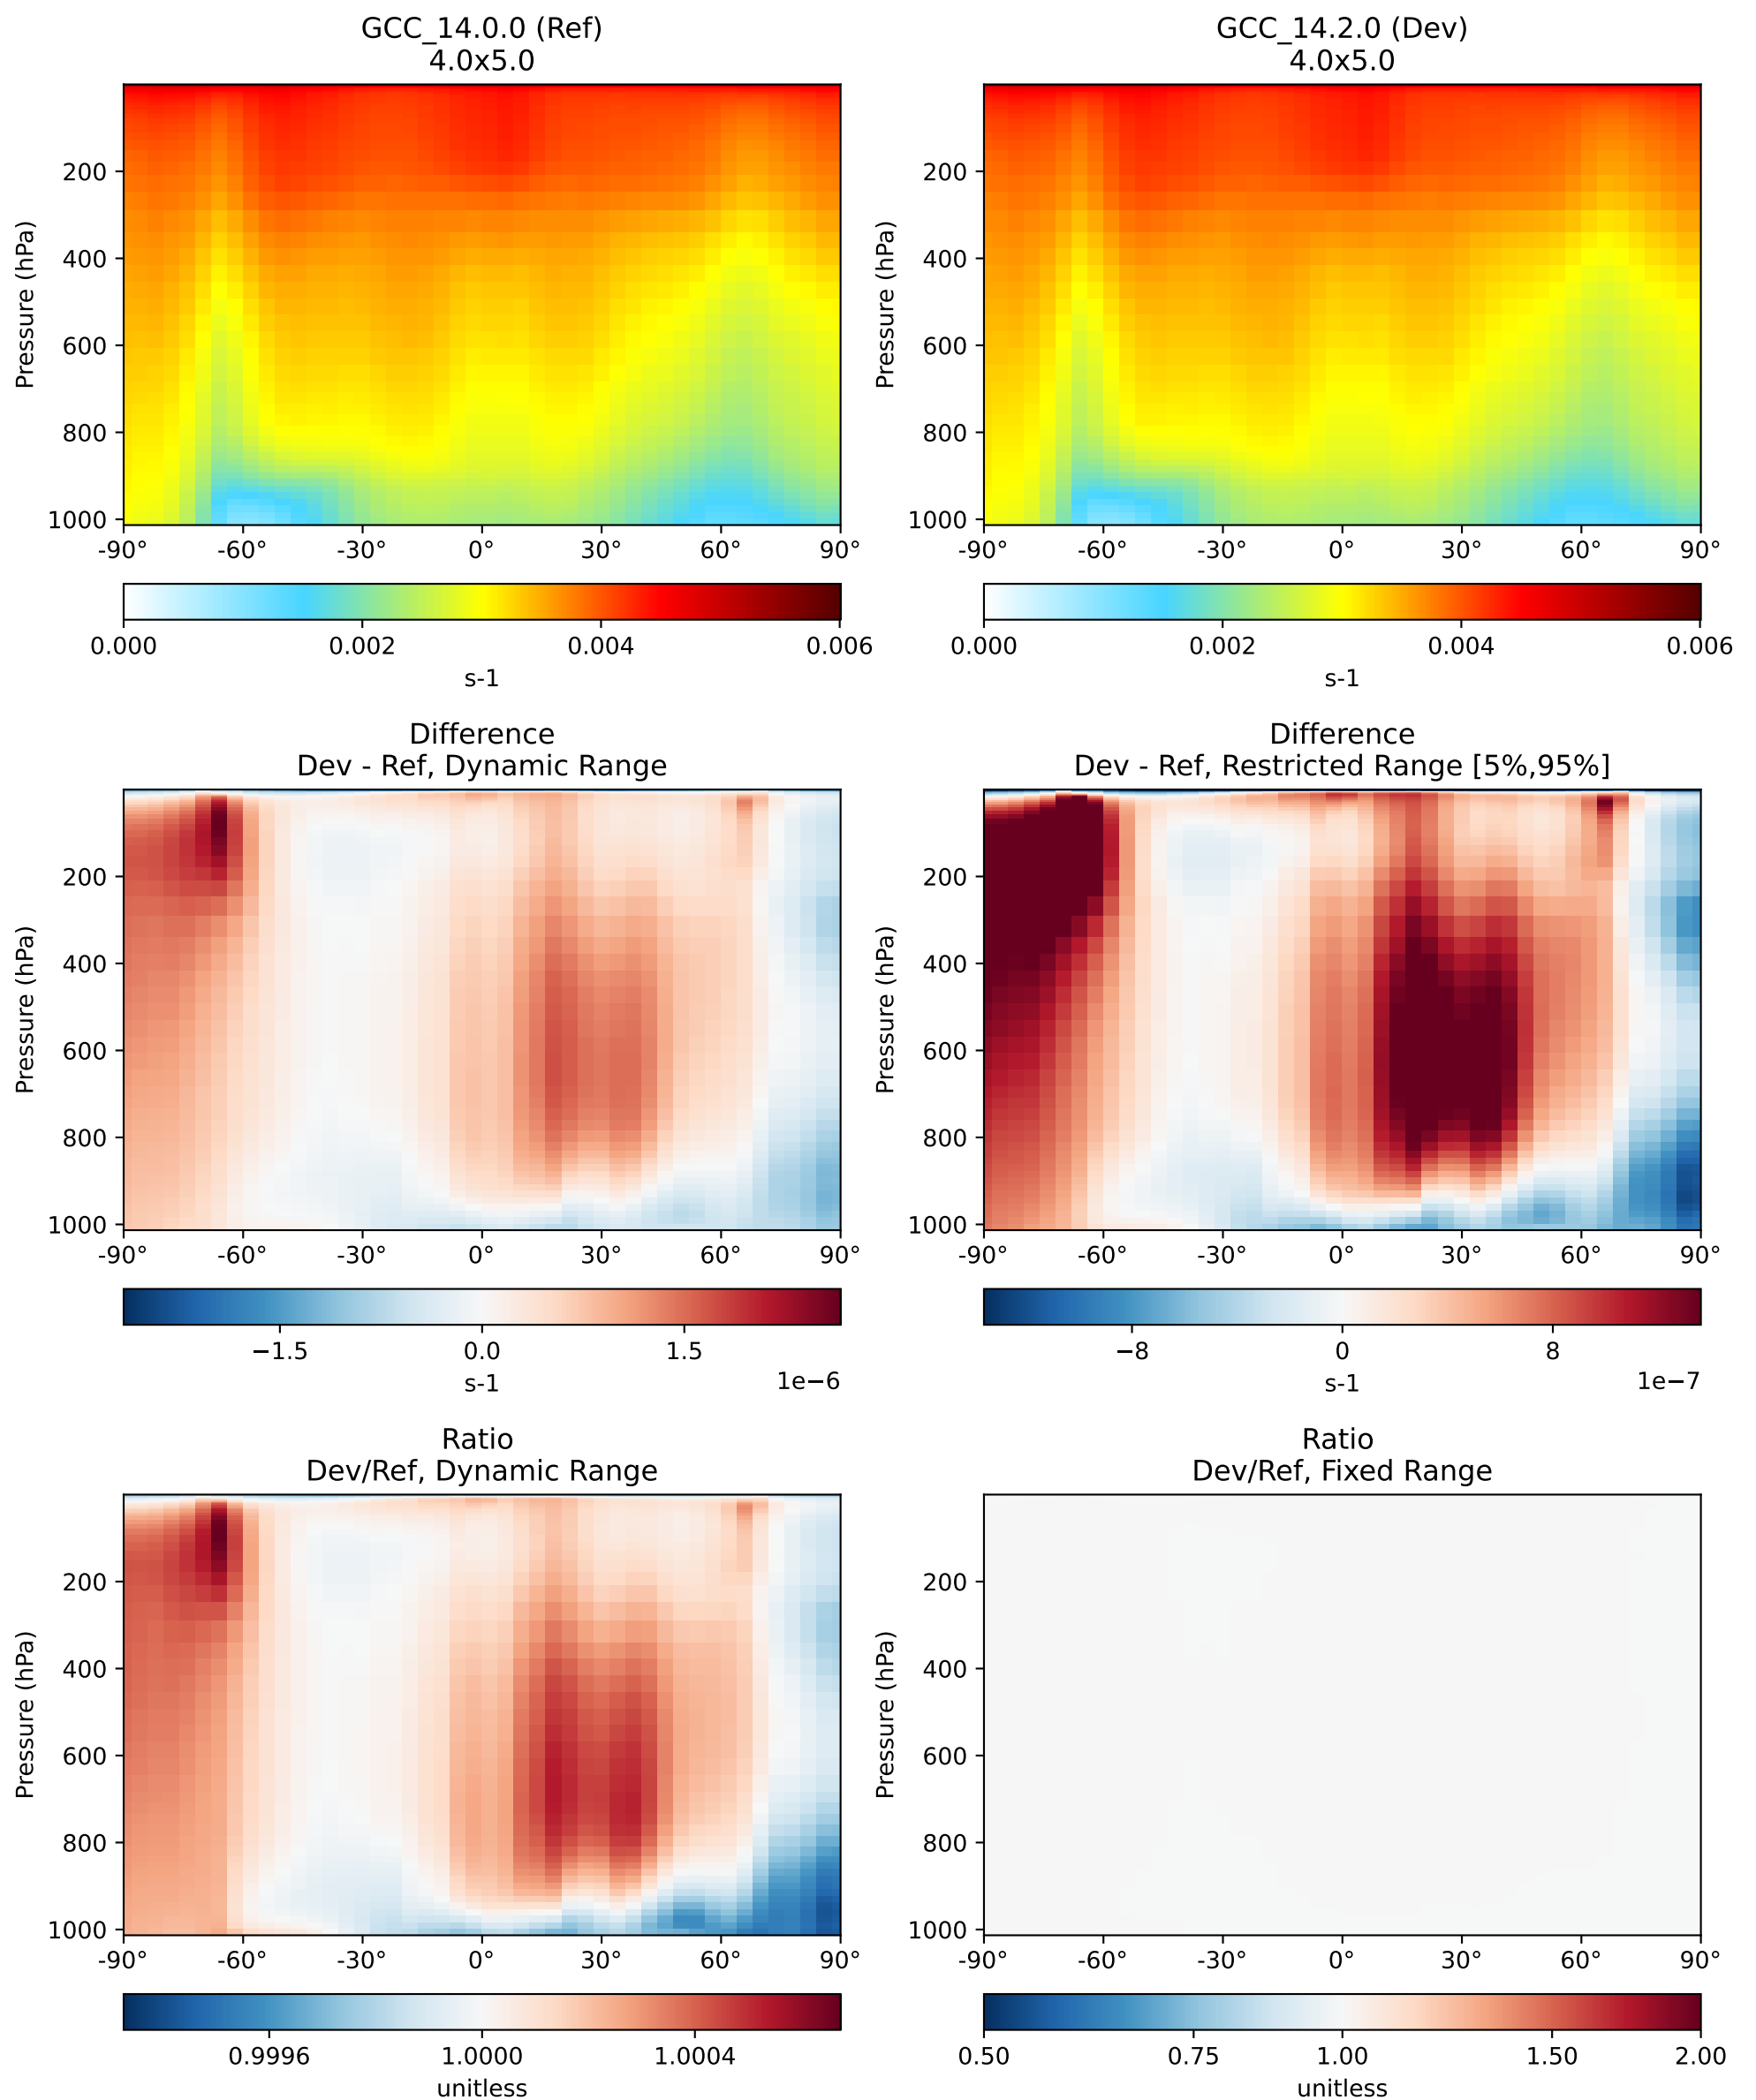 GCC_14.0.0 (Ref)
4.0x5.0
GCC_14.2.0 (Dev)
4.0x5.0
Pressure (hPa)
200
400
600
800
1000
-90° -60° -30° 0° 30° 60° 90°
Pressure (hPa)
200
400
600
800
1000
-90° -60° -30° 0° 30° 60° 90°
0.000 0.002 0.004 0.006
s-1
0.000 0.002 0.004 0.006
s-1
Difference
Dev - Ref, Dynamic Range
Difference
Dev - Ref, Restricted Range [5%,95%]
Pressure (hPa)
200
400
600
800
1000
-90° -60° -30° 0° 30° 60° 90°
Pressure (hPa)
200
400
600
800
1000
-90° -60° -30° 0° 30° 60° 90°
−1.5 0.0 1.5
s-1 1e−6
−8 0 8
s-1 1e−7
Ratio
Dev/Ref, Dynamic Range
Ratio
Dev/Ref, Fixed Range
Pressure (hPa)
200
400
600
800
1000
-90° -60° -30° 0° 30° 60° 90°
Pressure (hPa)
200
400
600
800
1000
-90° -60° -30° 0° 30° 60° 90°
0.9996 1.0000 1.0004
unitless
0.50 0.75 1.00 1.50 2.00
unitless